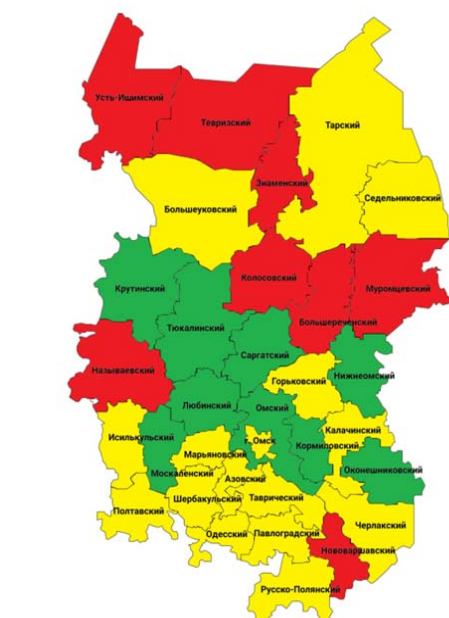 Усть-Ишимский
Тевризский
Тарский
Знаменский
Седельниковский
Большеуковский
Колосовский
Муромцевский
Крутинский
Большереченский
Тюкалинский
Саргатский
Называевский
Горьковский
Нижнеомский
Любинский
Омский
Исилькульский
Калачинский
г. Омск
Кормиловский
Марьяновский
Оконешниковский
Москаленский
Азовский
Шербакульский
Таврический
Полтавский
Черлакский
Одесский
Павлоградский
Нововаршавский
Русско-Полянский